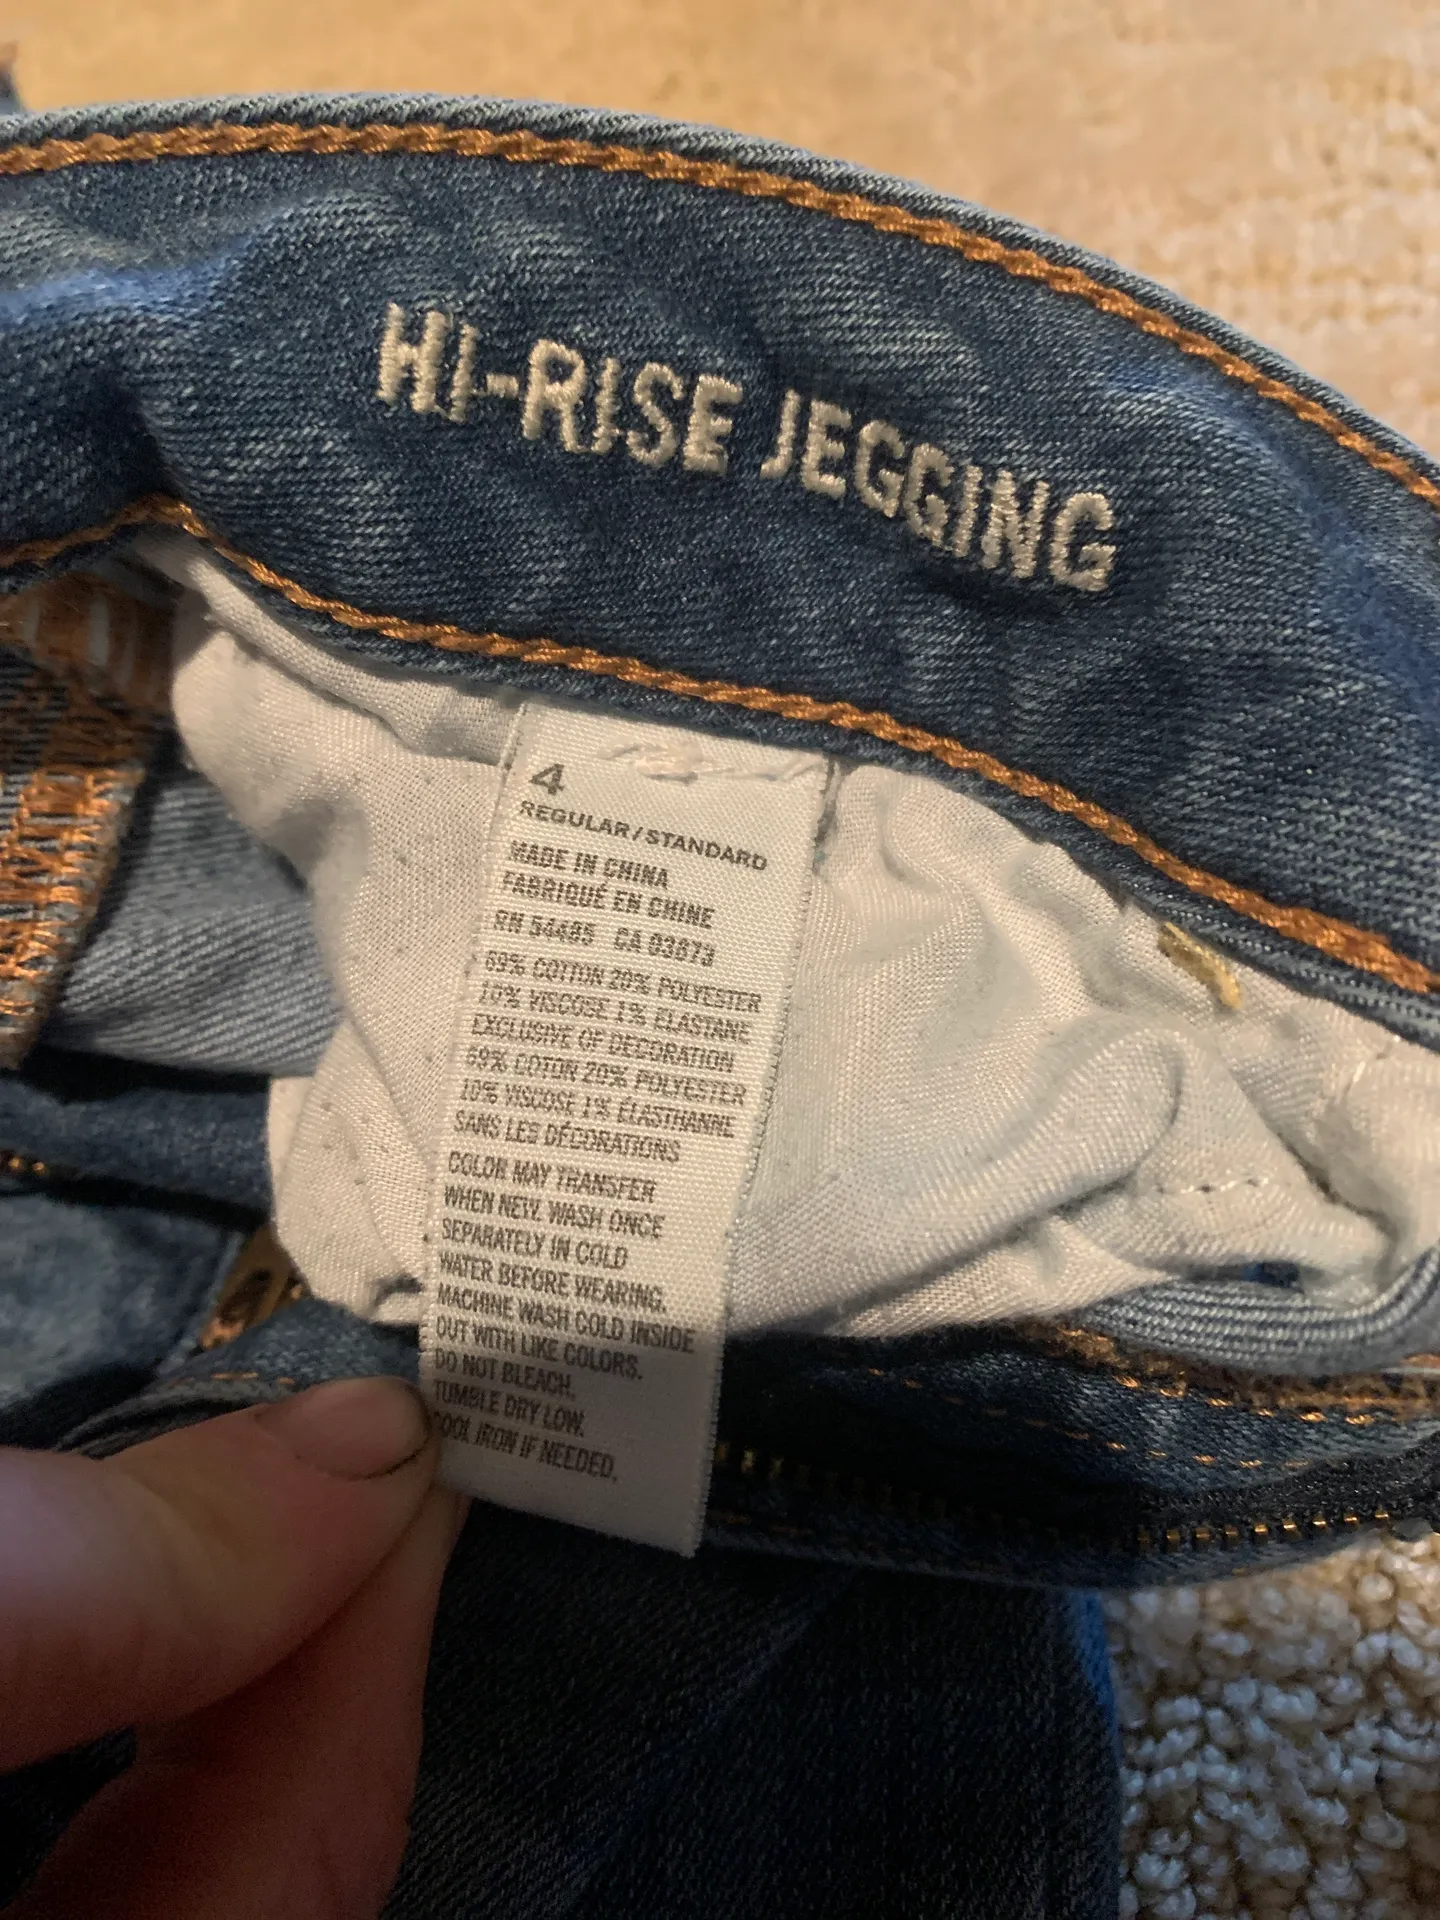 HI-RISE JEGGING
4
REGULAR/STANDARD
MADE IN CHINA
FABRIQUÉ EN CHINE
RN 54485 CA 03873
69% COTTON 20% POLYESTER
10% VISCOSE 1% ELASTANE
EXCLUSIVE OF DECORATION
69% COTON 20% POLYESTER
10% VISCOSE 1% ÉLASTHANNE
SANS LES DÉCORATIONS
COLOR MAY TRANSFER
WHEN NEW. WASH ONCE
SEPARATELY IN COLD
WATER BEFORE WEARING.
MACHINE WASH COLD INSIDE
OUT WITH LIKE COLORS.
DO NOT BLEACH.
TUMBLE DRY LOW.
COOL IRON IF NEEDED.